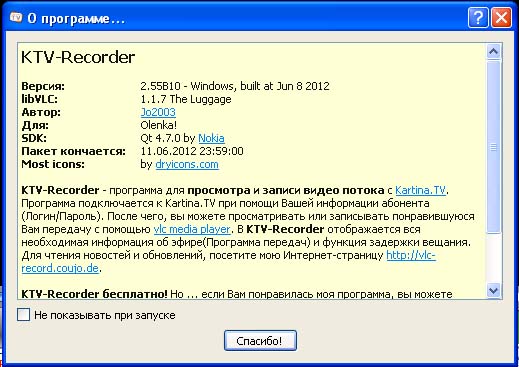 О программе...
KTV-Recorder
Версия: 2.55B10 - Windows, built at Jun 8 2012
libVLC: 1.1.7 The Luggage
Автор: Jo2003
Для: Olenka!
SDK: Qt 4.7.0 by Nokia
Пакет кончается: 11.06.2012 23:59:00
Most icons: by dryicons.com
KTV-Recorder - программа для просмотра и записи видео потока с Kartina.TV.
Программа подключается к Kartina.TV при помощи Вашей информации абонента
(Логин/Пароль). После чего, вы можете просматривать или записывать понравившуюся
Вам передачу с помощью vlc media player. В KTV-Recorder отображается вся
необходимая информация об эфире(Программа передач) и функция задержки вещания.
Для чтения новостей и обновлений, посетите мою Интернет-страницу http://vlc-
record.coujo.de.
KTV-Recorder бесплатно! Но ... если Вам понравилась моя программа, вы можете
Не показывать при запуске
Спасибо!